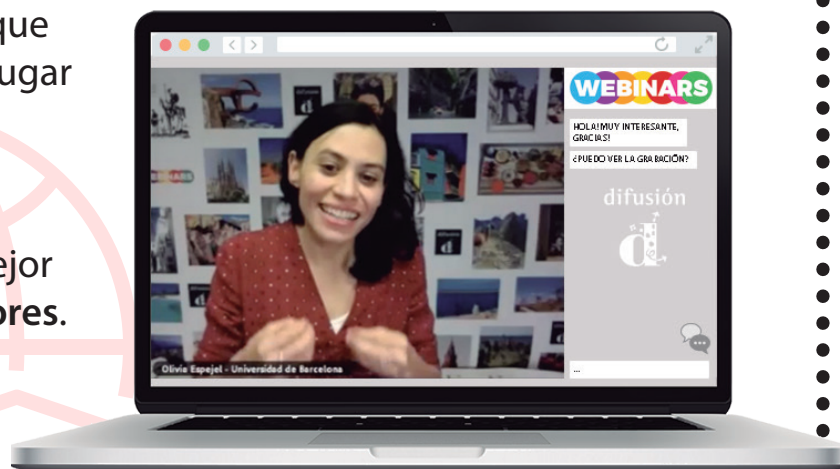 que
ugar
ejor
ores.
WEBINARS
HOLA! MUY INTERESANTE,
GRACIAS!
¿PUEDO VER LA GRABACIÓN?
difusión
d
Olivia Espejel - Universidad de Barcelona
...